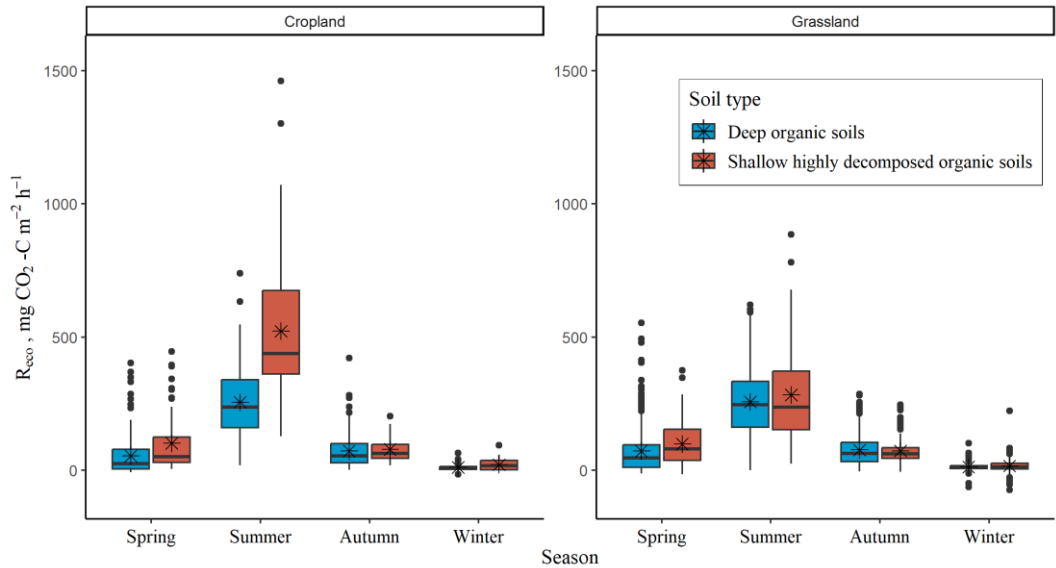 Cropland
Grassland
1500
1000
500
0
1500
1000
500
0
R_eco , mg CO₂ -C m⁻² h⁻¹
Soil type
Deep organic soils
Shallow highly decomposed organic soils
Spring Summer Autumn Winter
Spring Summer Autumn Winter
Season